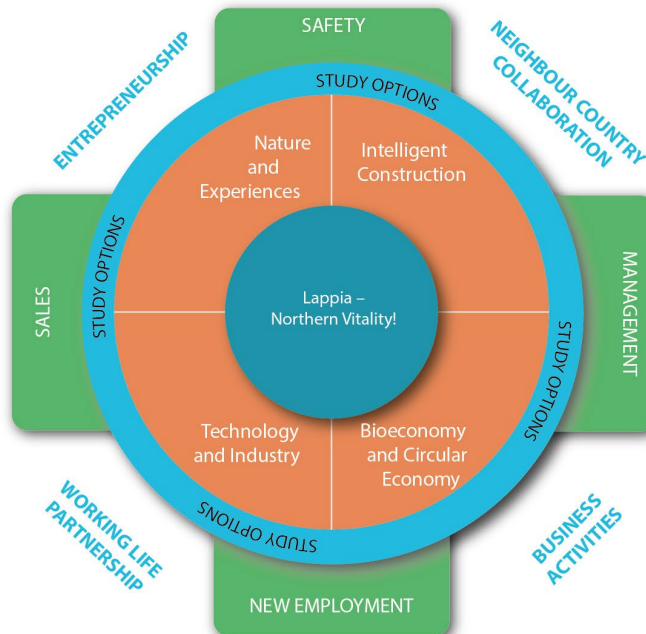 SAFETY
ENTREPRENEURSHIP
NEIGHBOUR COUNTRY
COLLABORATION
STUDY OPTIONS
Nature
and
Experiences
Intelligent
Construction
STUDY OPTIONS
SALES
Lappia –
Northern Vitality!
MANAGEMENT
STUDY OPTIONS
Technology
and Industry
Bioeconomy
and Circular
Economy
STUDY OPTIONS
WORKING LIFE
PARTNERSHIP
BUSINESS
ACTIVITIES
NEW EMPLOYMENT